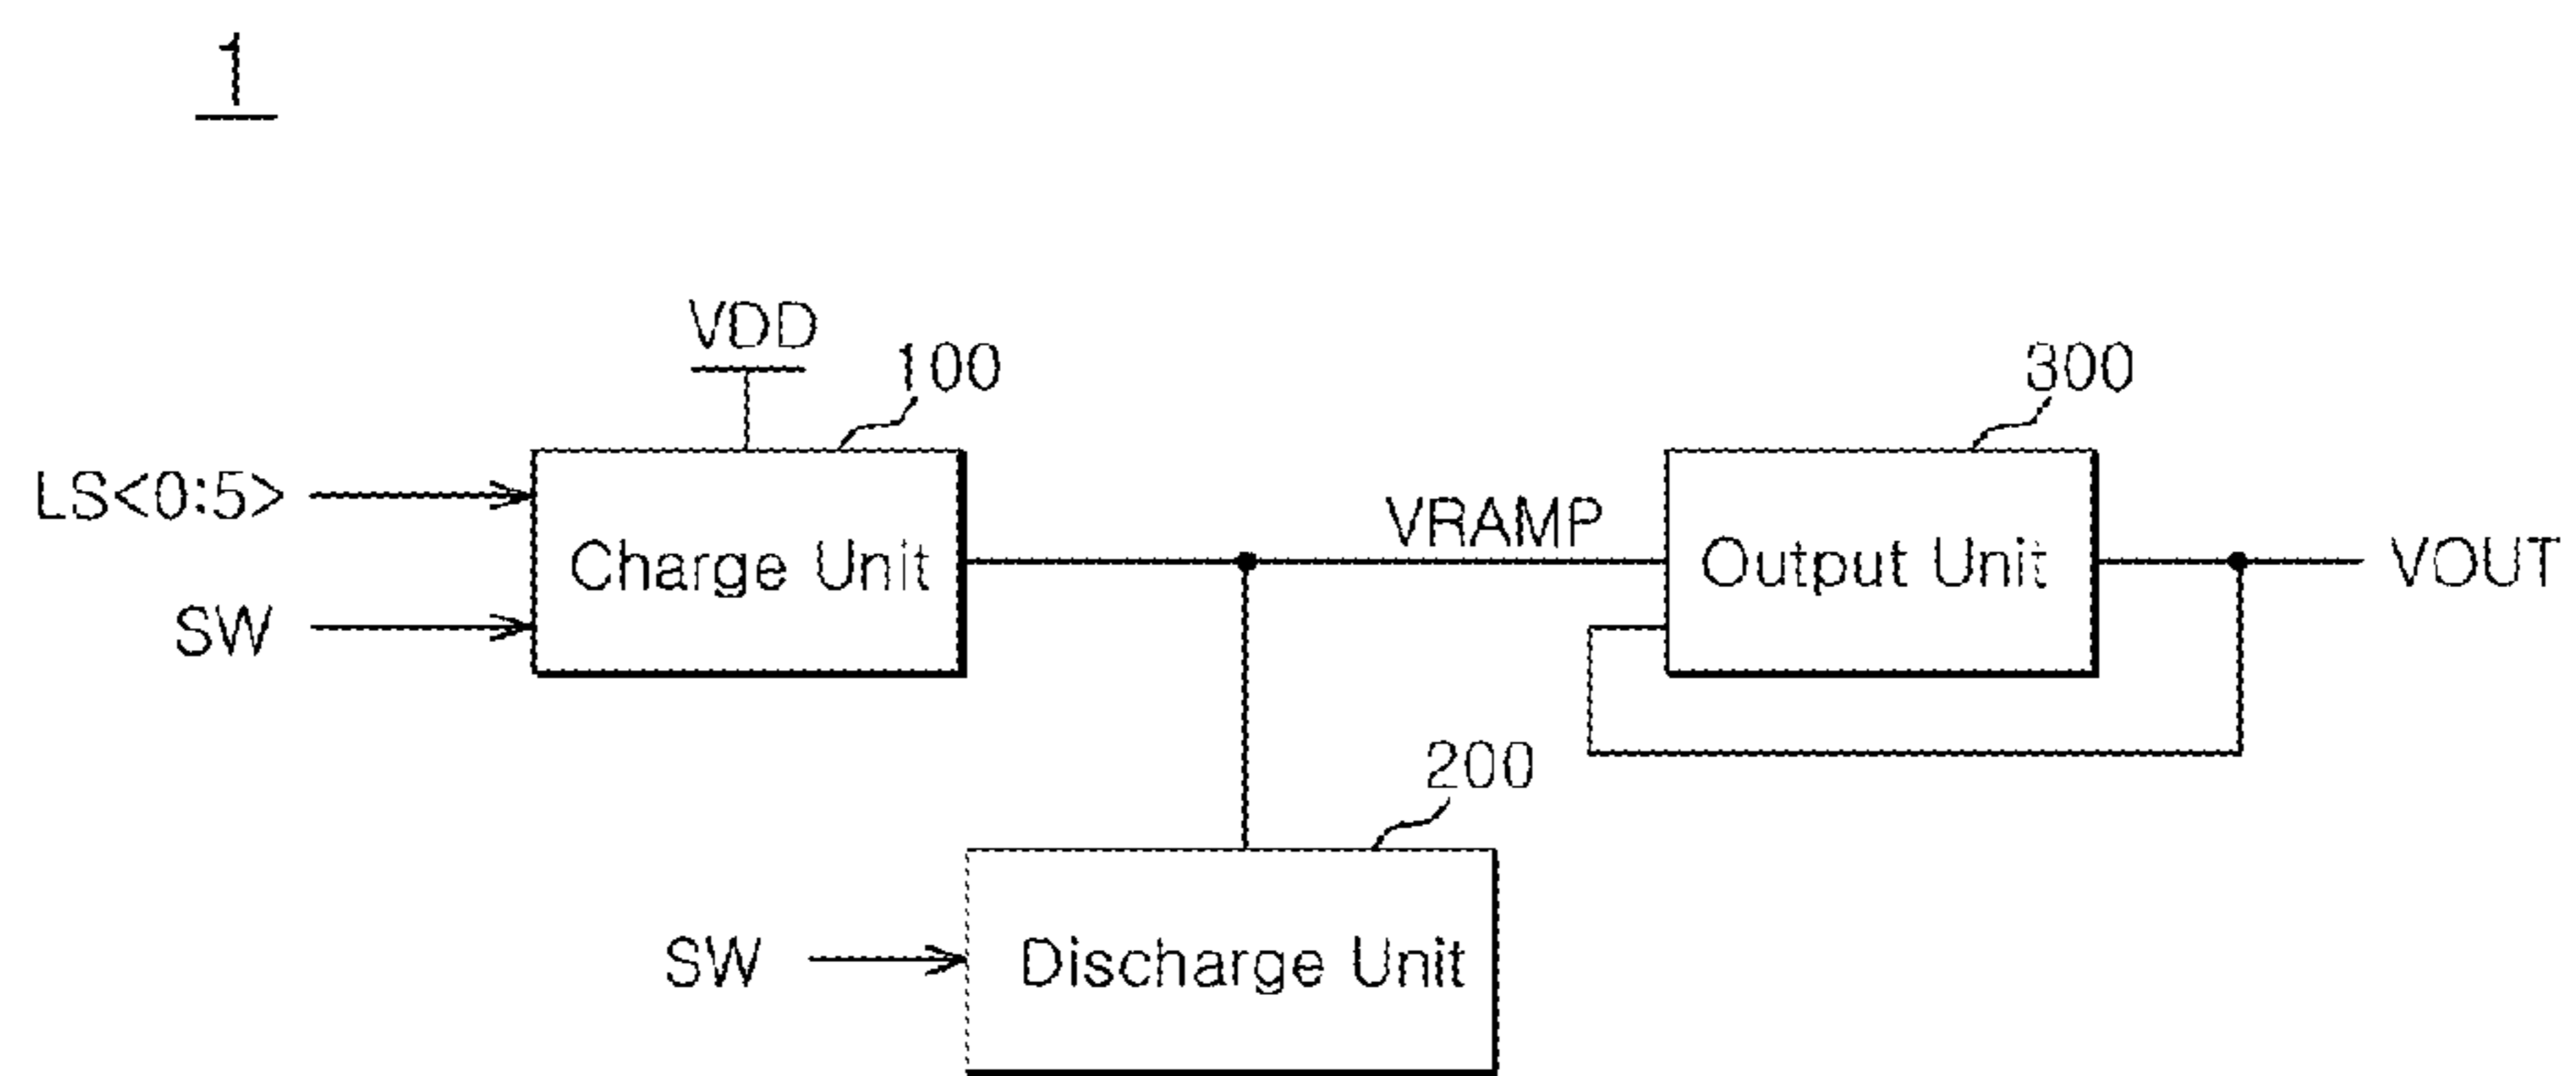 1
VDD
100
300
LS<0:5>
VRAMP
Charge Unit
Output Unit
VOUT
SW
200
SW
Discharge Unit